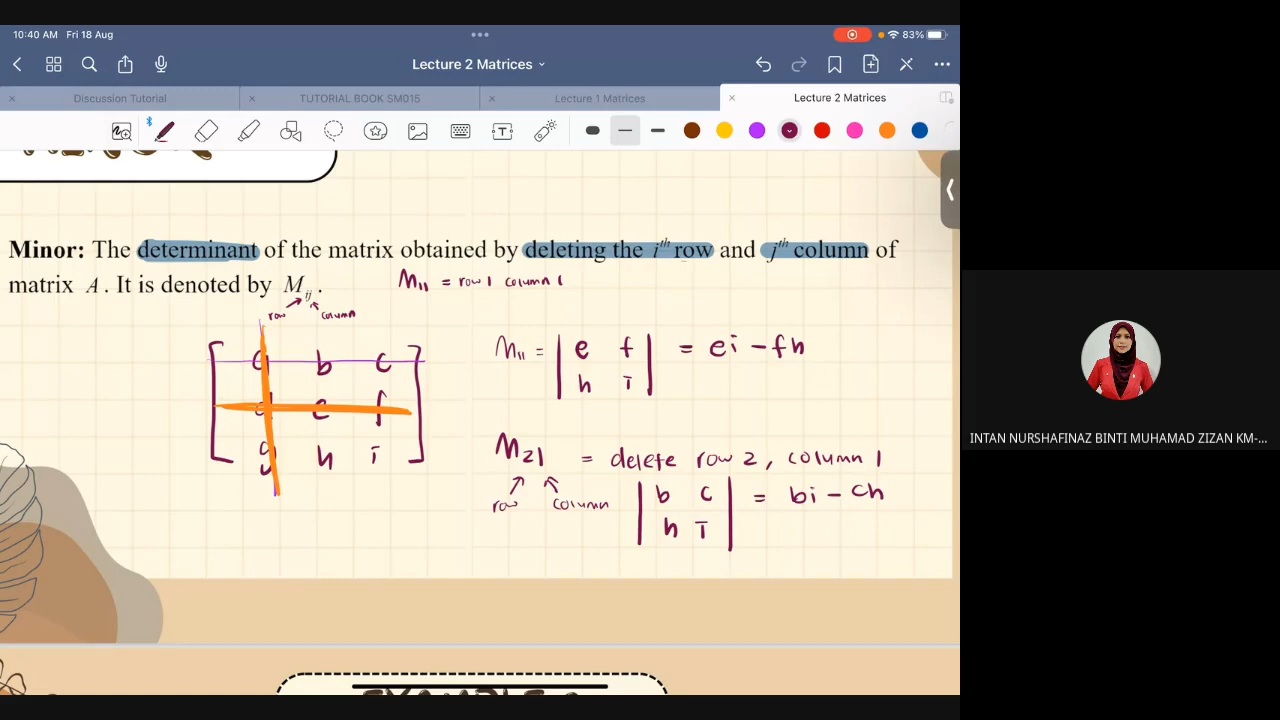 10:40 AM Fri 18 Aug
83%
Lecture 2 Matrices
Discussion Tutorial
TUTORIAL BOOK SM015
Lecture 1 Matrices
Lecture 2 Matrices
Minor: The determinant of the matrix obtained by deleting the i^th row and j^th column of
matrix A. It is denoted by M_ij.
M11 = row 1 column 1
row column
a b c
d e f
g h i
M11 = | e f | = ei - fh
| h i |
M21 = delete row 2, column 1
row column
| b c | = bi - ch
| h i |
INTAN NURSHAFINAZ BINTI MUHAMAD ZIZAN KM-...